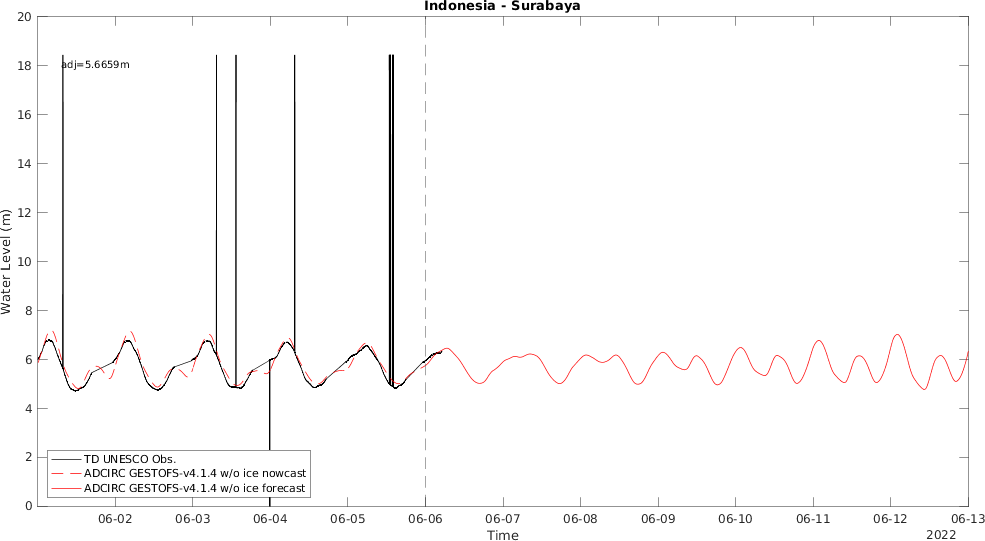 Indonesia - Surabaya
20
18
16
14
12
10
8
6
4
2
0
Water Level (m)
adj=5.6659m
TD UNESCO Obs.
ADCIRC GESTOFS-v4.1.4 w/o ice nowcast
ADCIRC GESTOFS-v4.1.4 w/o ice forecast
06-02 06-03 06-04 06-05 06-06 06-07 06-08 06-09 06-10 06-11 06-12 06-13
Time
2022